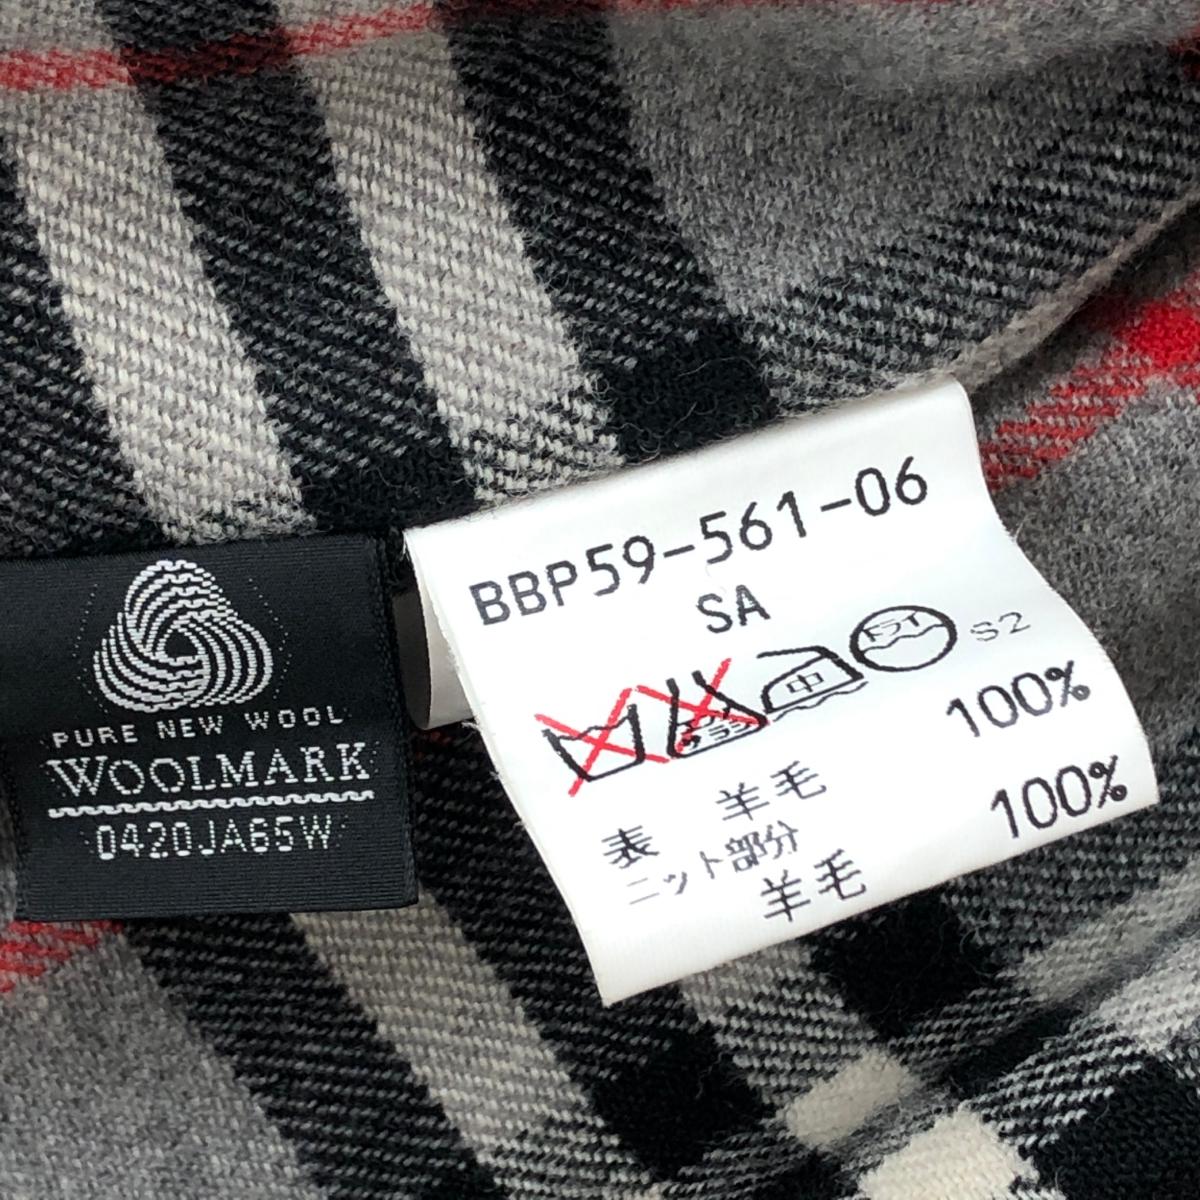 PURE NEW WOOL
WOOLMARK
0420JA65W
BBP59-561-06
SA
中 ドライ S2
表 羊毛 100%
ニット部分
羊毛 100%